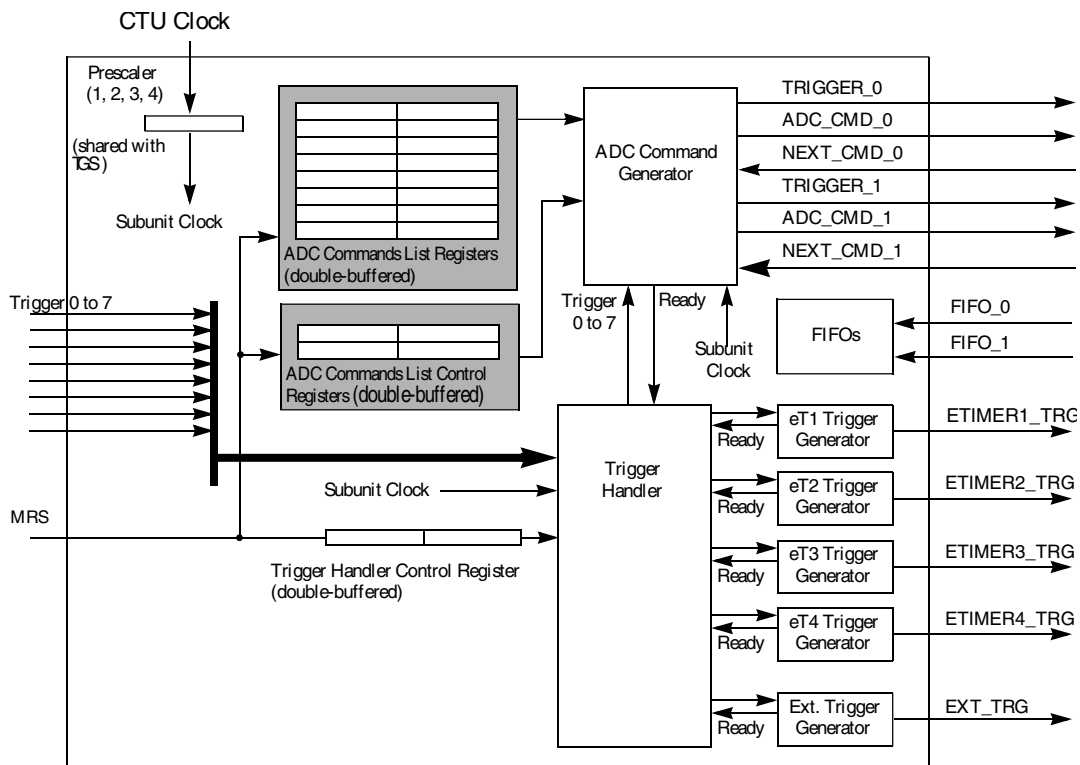 CTU Clock
Prescaler
(1, 2, 3, 4)
(shared with
TGS)
Subunit Clock
ADC Commands List Registers
(double-buffered)
ADC Commands List Control
Registers (double-buffered)
ADC Command
Generator
TRIGGER_0
ADC_CMD_0
NEXT_CMD_0
TRIGGER_1
ADC_CMD_1
NEXT_CMD_1
Trigger
0 to 7
Ready
Subunit
Clock
FIFOs
FIFO_0
FIFO_1
Trigger 0 to 7
Subunit Clock
MRS
Trigger Handler Control Register
(double-buffered)
Trigger
Handler
Ready
eT1 Trigger
Generator
ETIMER1_TRG
Ready
eT2 Trigger
Generator
ETIMER2_TRG
Ready
eT3 Trigger
Generator
ETIMER3_TRG
Ready
eT4 Trigger
Generator
ETIMER4_TRG
Ready
Ext. Trigger
Generator
EXT_TRG